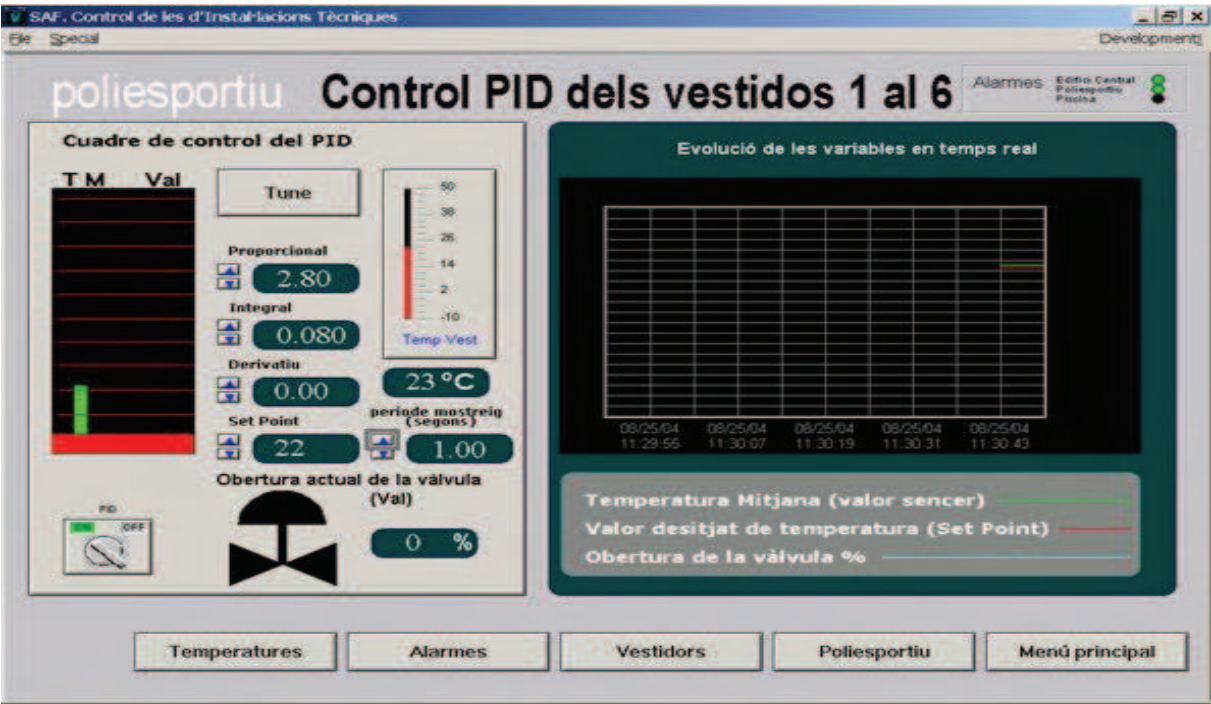 SAF. Control de les d'Instal·lacions Tècniques
File Special
Development!
poliesportiu Control PID dels vestidos 1 al 6
Alarmes
Edifici Central
Poliesportiu
Piscina
Cuadre de control del PID
T M Val
Tune
50
38
26
14
2
-10
Temp Vest
Proporcional
2.80
Integral
0.080
Derivatiu
0.00
23 °C
Set Point
22
periode mostreig
(segons)
1.00
Obertura actual de la vàlvula
(Val)
0 %
PID
ON OFF
Evolució de les variables en temps real
08/25/04 08/25/04 08/25/04 08/25/04 08/25/04
11:29:55 11:30:07 11:30:19 11:30:31 11:30:43
Temperatura Mitjana (valor sencer)
Valor desitjat de temperatura (Set Point)
Obertura de la vàlvula %
Temperatures
Alarmes
Vestidors
Poliesportiu
Menú principal